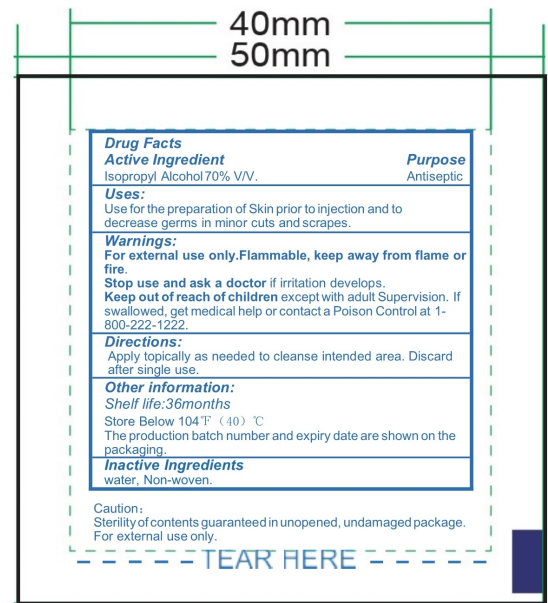 40mm
50mm
Drug Facts
Active Ingredient Purpose
Isopropyl Alcohol 70% V/V. Antiseptic
Uses:
Use for the preparation of Skin prior to injection and to
decrease germs in minor cuts and scrapes.
Warnings:
For external use only.Flammable, keep away from flame or
fire.
Stop use and ask a doctor if irritation develops.
Keep out of reach of children except with adult Supervision. If
swallowed, get medical help or contact a Poison Control at 1-
800-222-1222.
Directions:
Apply topically as needed to cleanse intended area. Discard
after single use.
Other information:
Shelf life:36months
Store Below 104℉（40）℃
The production batch number and expiry date are shown on the
packaging.
Inactive Ingredients
water, Non-woven.
Caution：
Sterility of contents guaranteed in unopened, undamaged package.
For external use only.
TEAR HERE